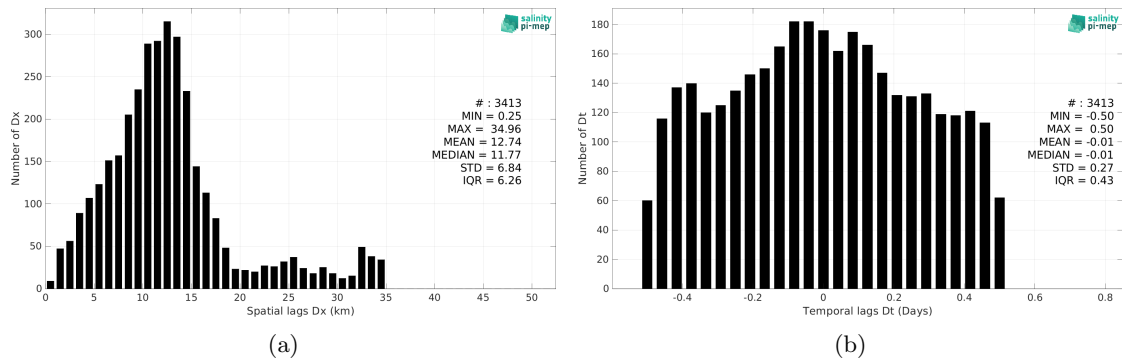 salinity
pi-mep
300
250
200
150
100
50
0
Number of Dx
# : 3413
MIN = 0.25
MAX = 34.96
MEAN = 12.74
MEDIAN = 11.77
STD = 6.84
IQR = 6.26
0 5 10 15 20 25 30 35 40 45 50
Spatial lags Dx (km)
(a)
salinity
pi-mep
180
160
140
120
100
80
60
40
20
0
Number of Dt
# : 3413
MIN = -0.50
MAX = 0.50
MEAN = -0.01
MEDIAN = -0.01
STD = 0.27
IQR = 0.43
-0.4 -0.2 0 0.2 0.4 0.6 0.8
Temporal lags Dt (Days)
(b)